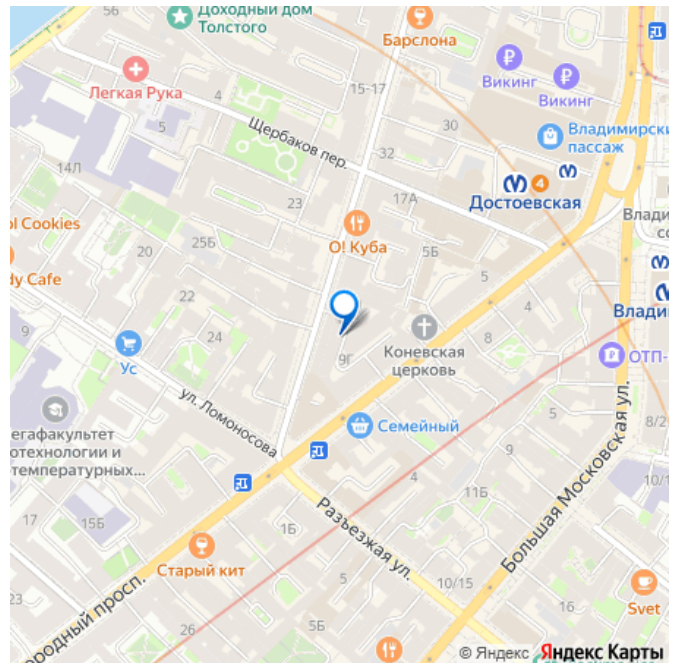 Доходный дом
Толстого
Барслона
Викинг
Викинг
Легкая Рука
15-17
4
5
Щербаков пер.
30
32
Владимирски
пассаж
14Л
17А
4
Достоевская
23
ol Cookies
О! Куба
25Б
5Б
20
Влади
со
dy Cafe
5
22
4
Влади
Коневская
церковь
8
9Г
24
Ус
ОТП-
ул. Ломоносова
Семейный
9
8/2
егафакультет
отехнологии и
температурных...
4
10/1
17
15Б
11Б
Большая Московская ул.
1Б
Разъезжая ул.
Старый кит
5
10/15
23
16
Svet
ородный просп.
26
5Б
© Яндекс Яндекс Карты